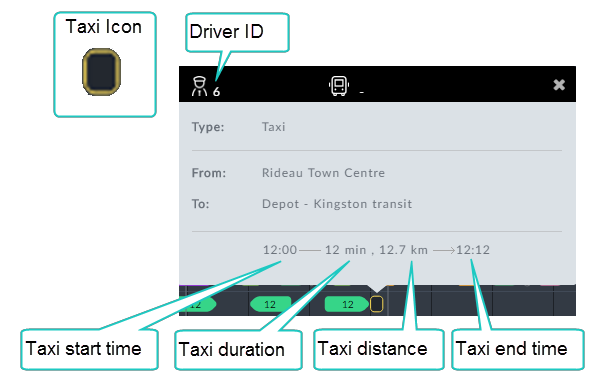 Taxi Icon
Driver ID
6
-
Type: Taxi
From: Rideau Town Centre
To: Depot - Kingston transit
12:00 — 12 min , 12.7 km → 12:12
12 12 12
Taxi start time
Taxi duration
Taxi distance
Taxi end time